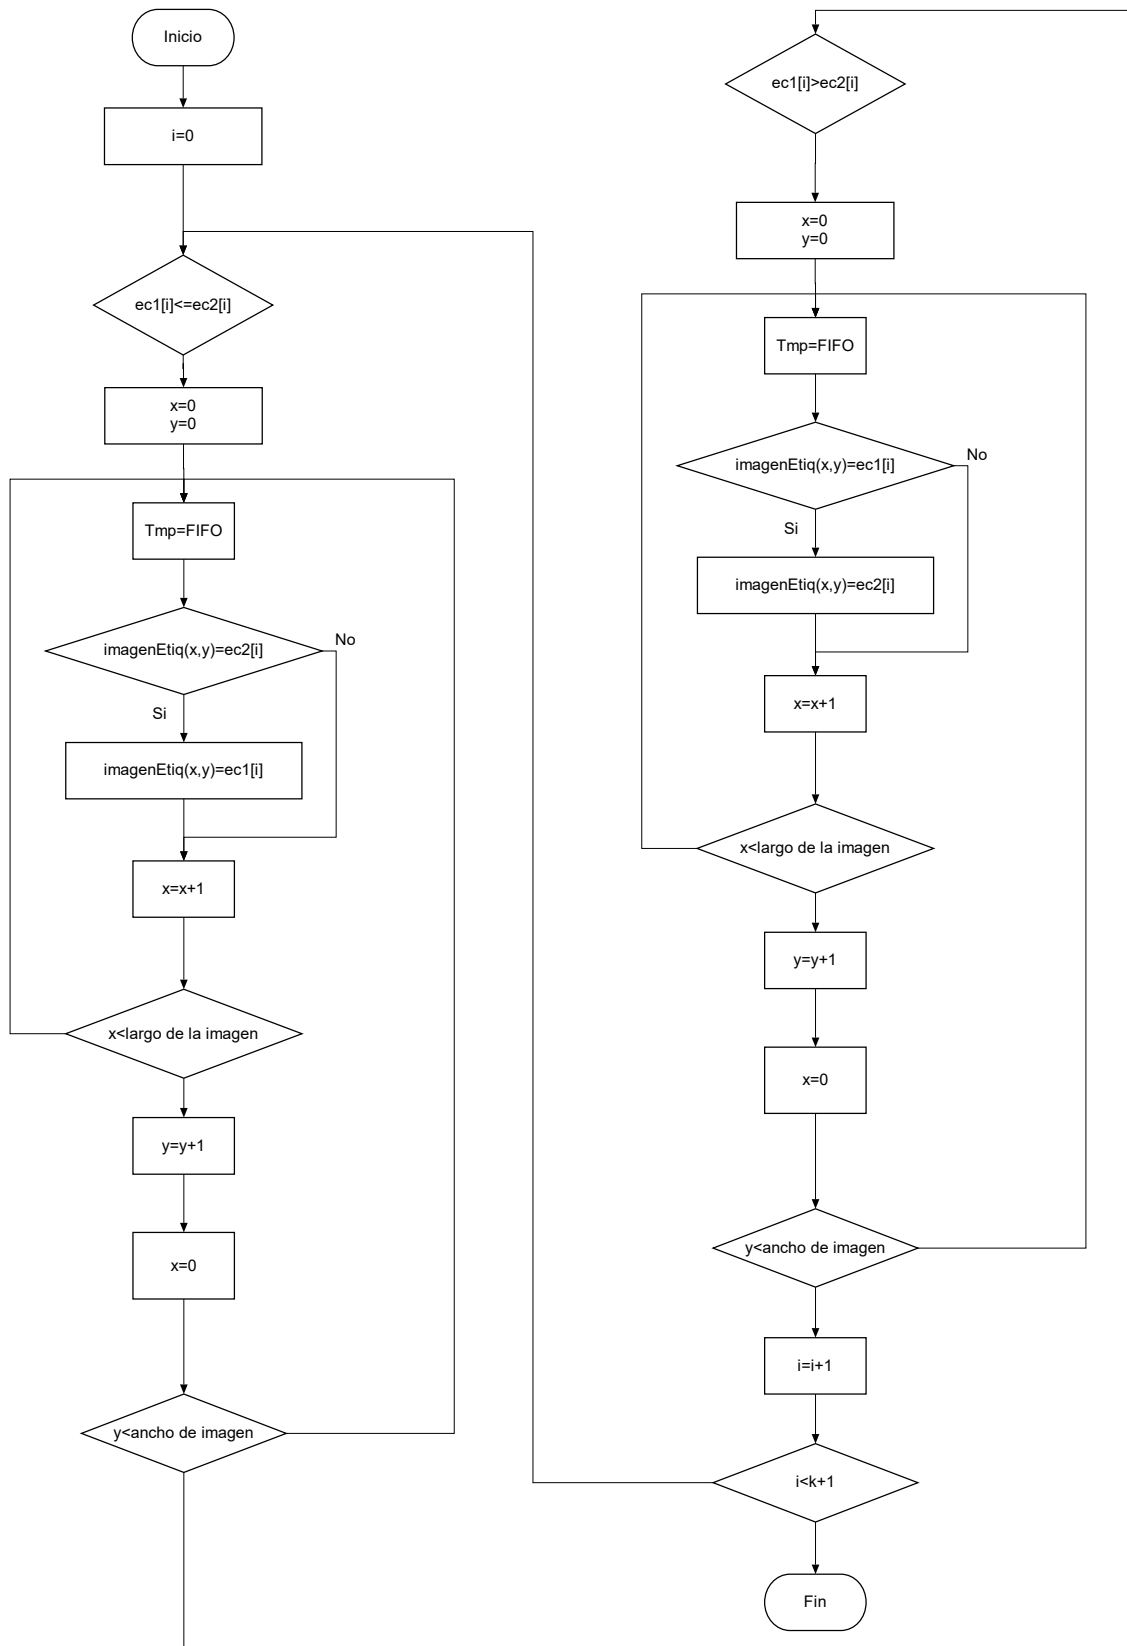 Inicio
i=0
ec1[i]<=ec2[i]
x=0
y=0
Tmp=FIFO
imagenEtiq(x,y)=ec2[i]
No
Si
imagenEtiq(x,y)=ec1[i]
x=x+1
x<largo de la imagen
y=y+1
x=0
y<ancho de imagen
ec1[i]>ec2[i]
x=0
y=0
Tmp=FIFO
imagenEtiq(x,y)=ec1[i]
No
Si
imagenEtiq(x,y)=ec2[i]
x=x+1
x<largo de la imagen
y=y+1
x=0
y<ancho de imagen
i=i+1
i<k+1
Fin